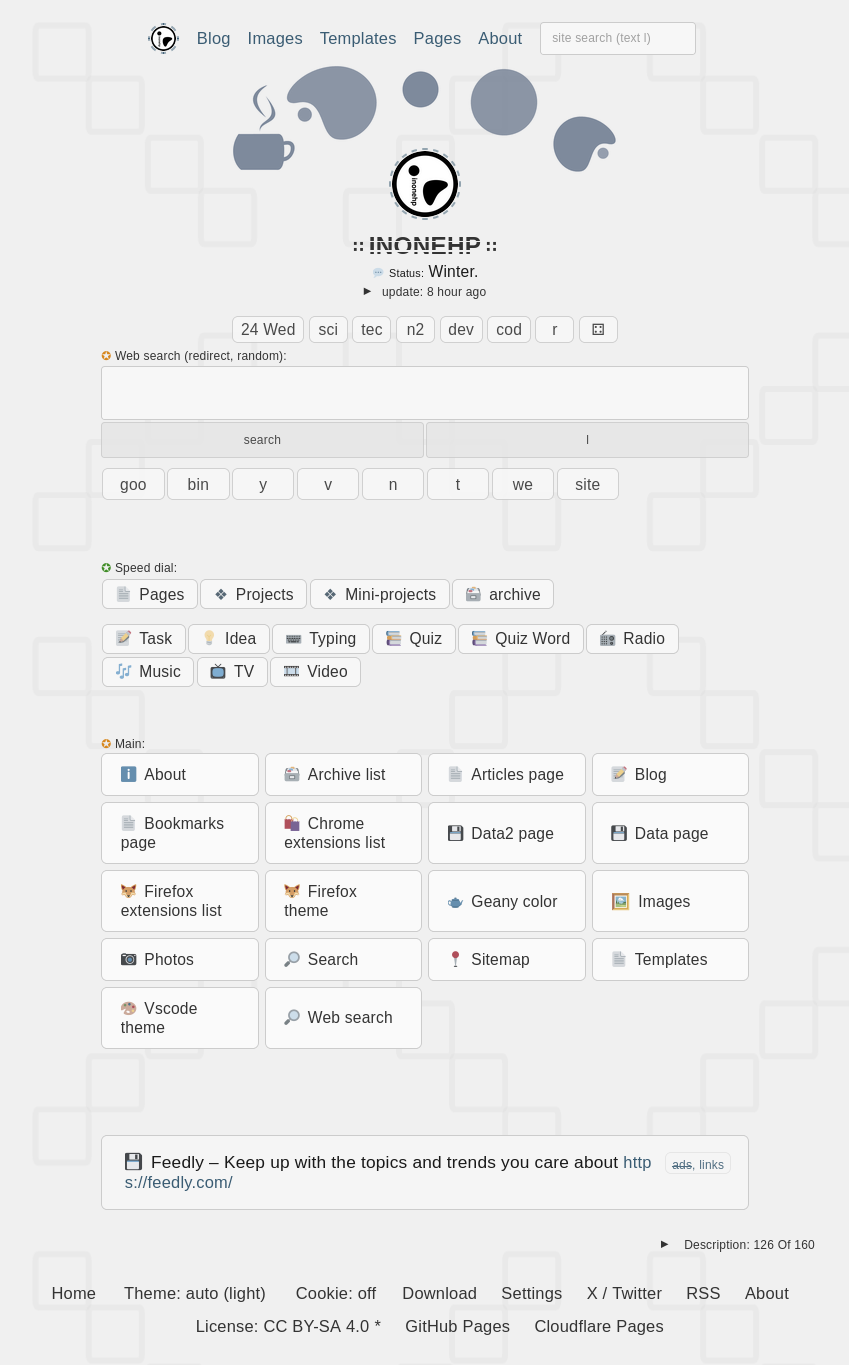 Blog Images Templates Pages About site search (text l)
inonehp
:: INONEHP ::
Status: Winter.
► update: 8 hour ago
24 Wed sci tec n2 dev cod r ⚃
✪ Web search (redirect, random):
search l
goo bin y v n t we site
✪ Speed dial:
Pages ❖ Projects ❖ Mini-projects archive
Task Idea Typing Quiz Quiz Word Radio
Music TV Video
✪ Main:
About Archive list Articles page Blog
Bookmarks
page
Chrome
extensions list
Data2 page Data page
Firefox
extensions list
Firefox
theme
Geany color Images
Photos Search Sitemap Templates
Vscode
theme
Web search
Feedly – Keep up with the topics and trends you care about http
s://feedly.com/
ads, links
► Description: 126 Of 160
Home Theme: auto (light) Cookie: off Download Settings X / Twitter RSS About
License: CC BY-SA 4.0 * GitHub Pages Cloudflare Pages